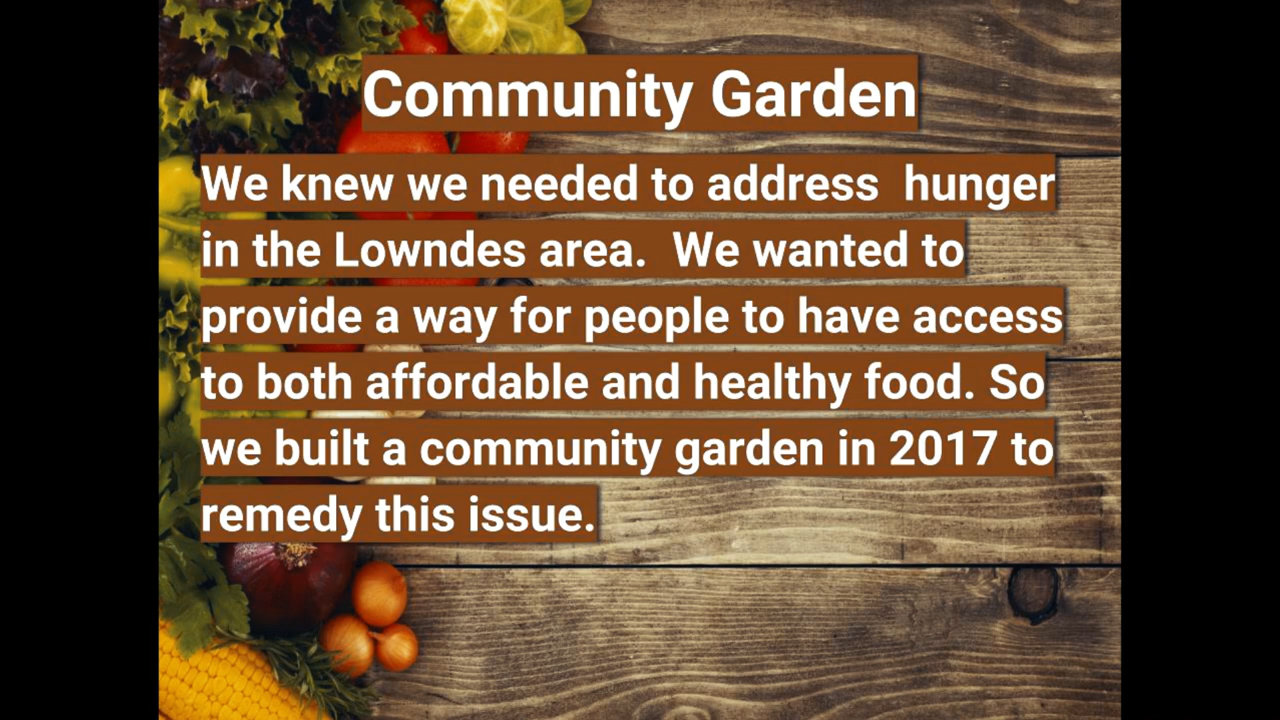 Community Garden
We knew we needed to address  hunger
in the Lowndes area.  We wanted to
provide a way for people to have access
to both affordable and healthy food. So
we built a community garden in 2017 to
remedy this issue.